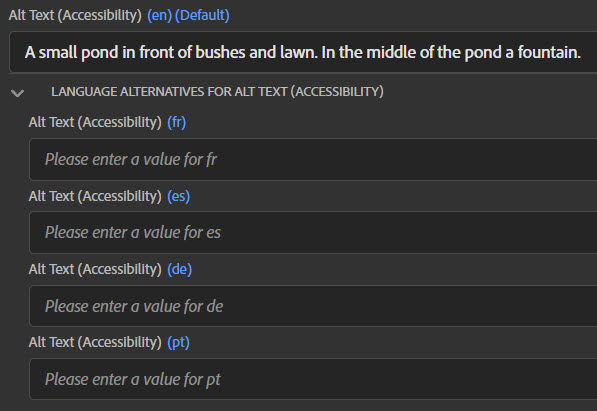 Alt Text (Accessibility) (en) (Default)
A small pond in front of bushes and lawn. In the middle of the pond a fountain.
LANGUAGE ALTERNATIVES FOR ALT TEXT (ACCESSIBILITY)
Alt Text (Accessibility) (fr)
Please enter a value for fr
Alt Text (Accessibility) (es)
Please enter a value for es
Alt Text (Accessibility) (de)
Please enter a value for de
Alt Text (Accessibility) (pt)
Please enter a value for pt